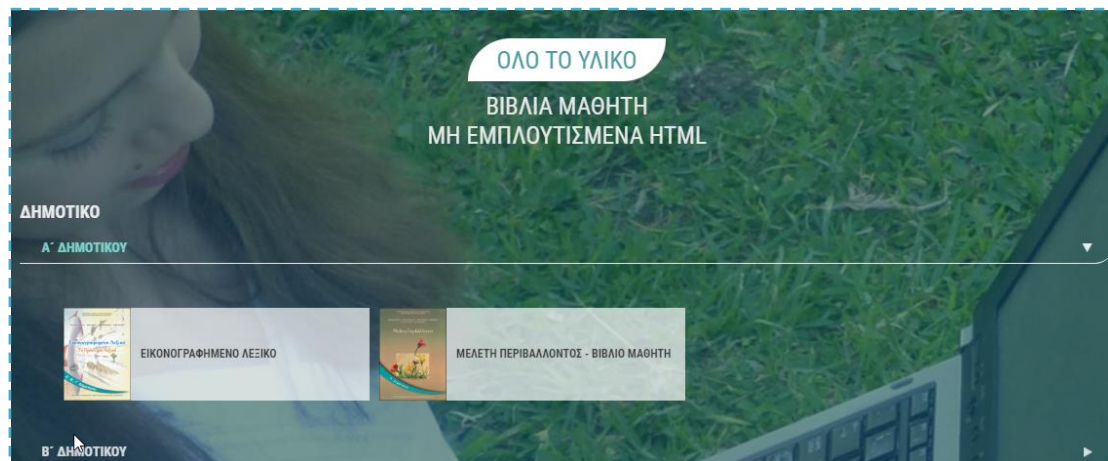 ΟΛΟ ΤΟ ΥΛΙΚΟ
ΒΙΒΛΙΑ ΜΑΘΗΤΗ
ΜΗ ΕΜΠΛΟΥΤΙΣΜΕΝΑ HTML
ΔΗΜΟΤΙΚΟ
Α΄ ΔΗΜΟΤΙΚΟΥ
ΕΙΚΟΝΟΓΡΑΦΗΜΕΝΟ ΛΕΞΙΚΟ
ΜΕΛΕΤΗ ΠΕΡΙΒΑΛΛΟΝΤΟΣ - ΒΙΒΛΙΟ ΜΑΘΗΤΗ
Β΄ ΔΗΜΟΤΙΚΟΥ